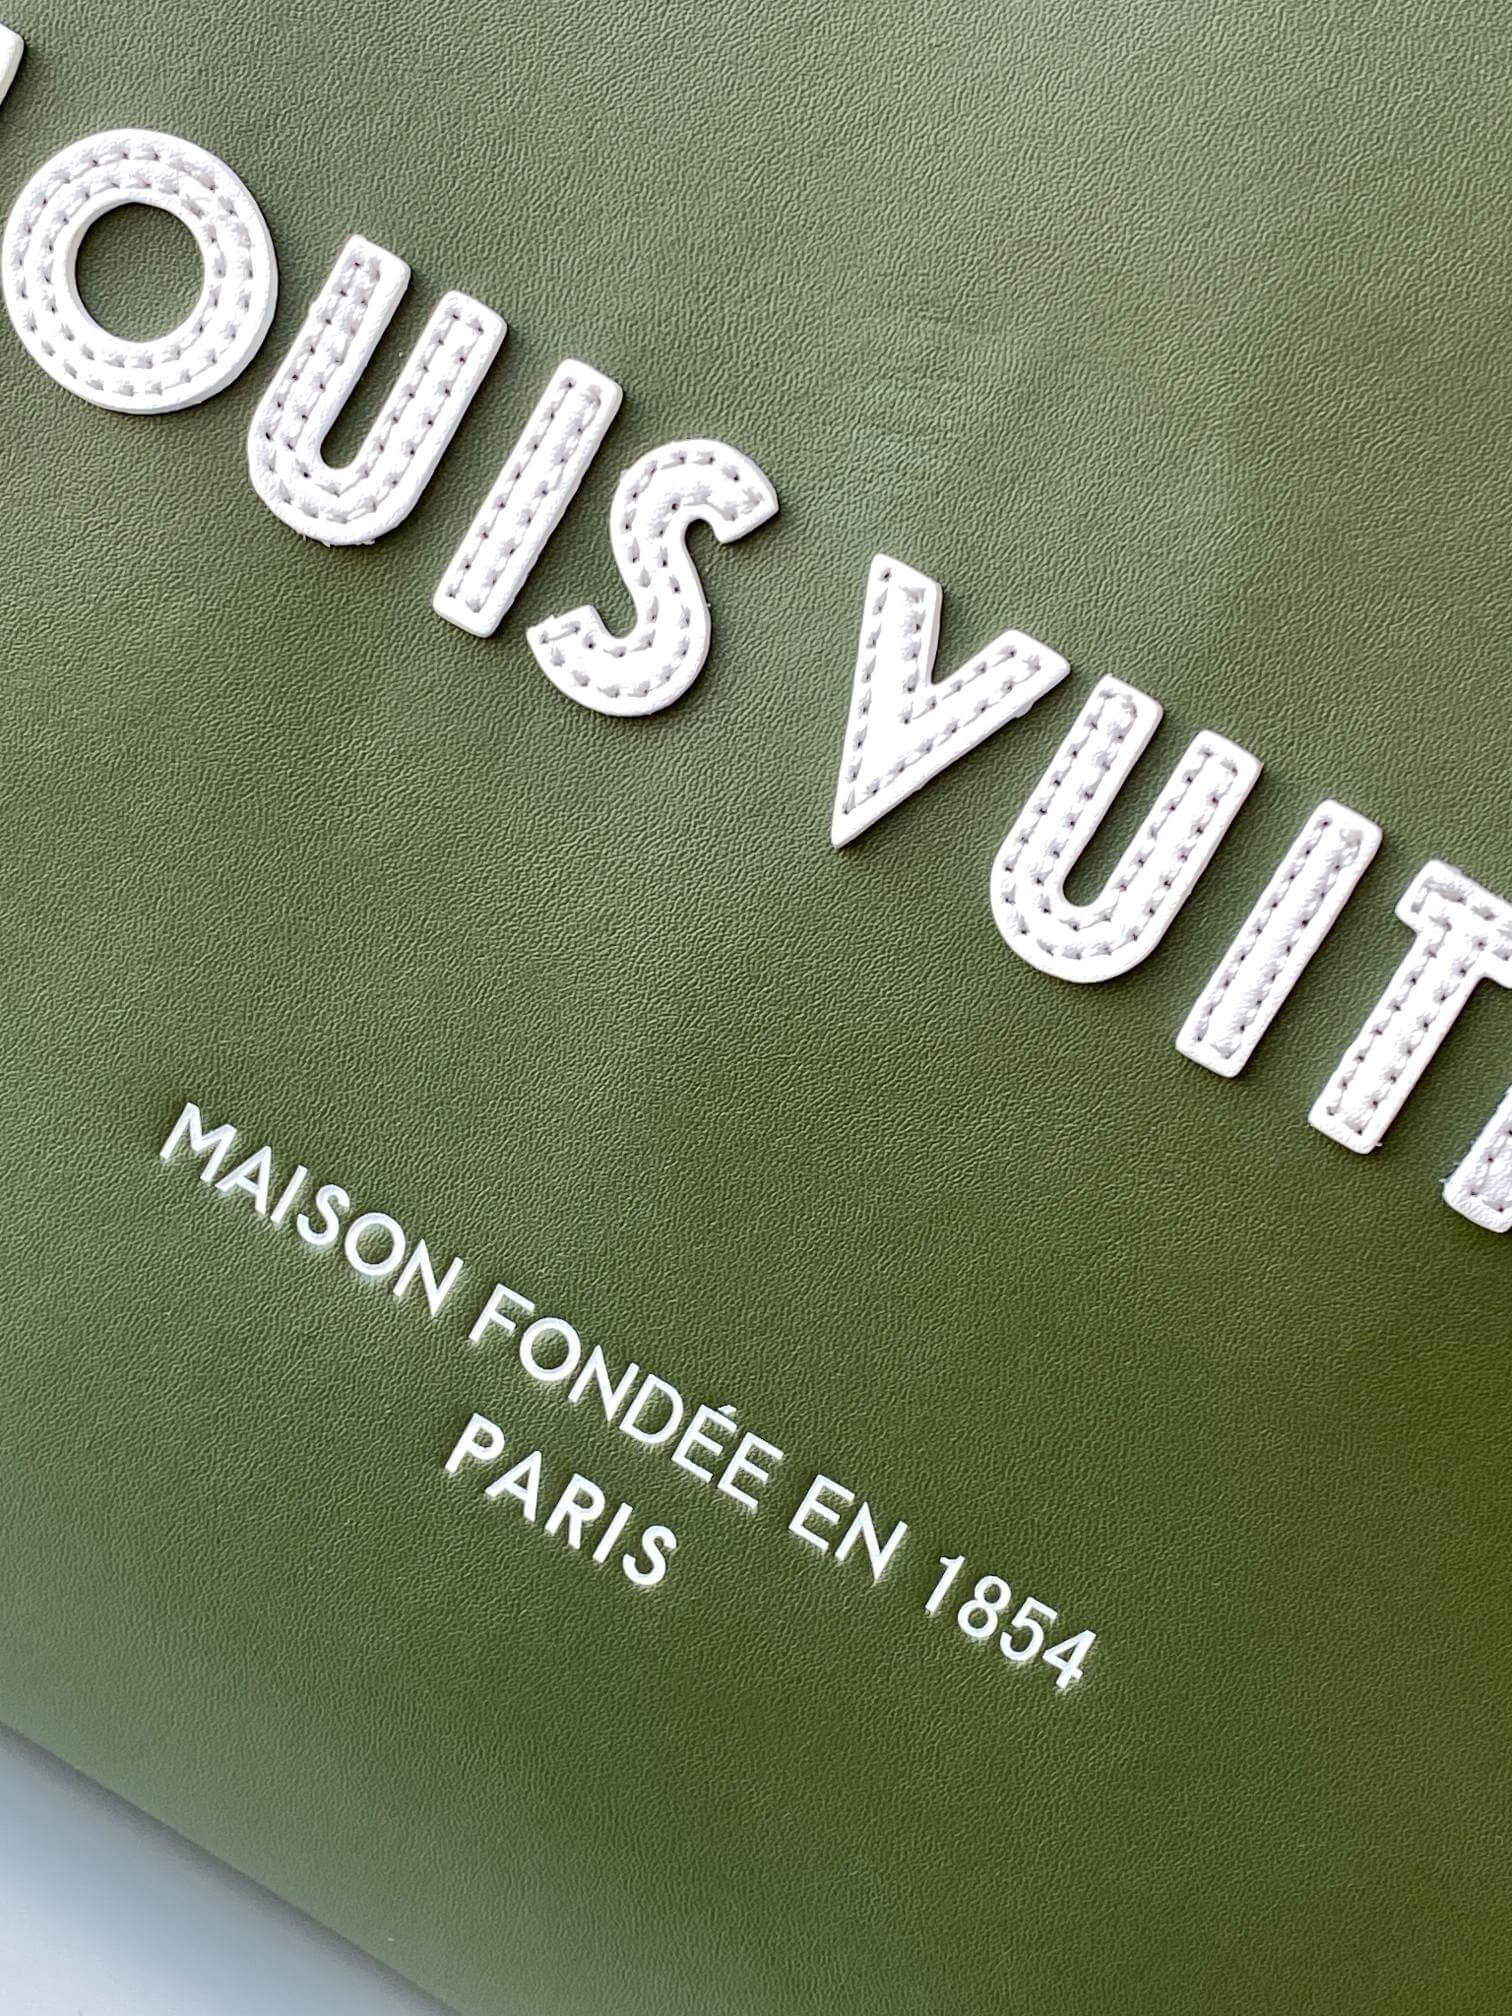 OUIS VUIT
MAISON FONDÉE EN 1854
PARIS